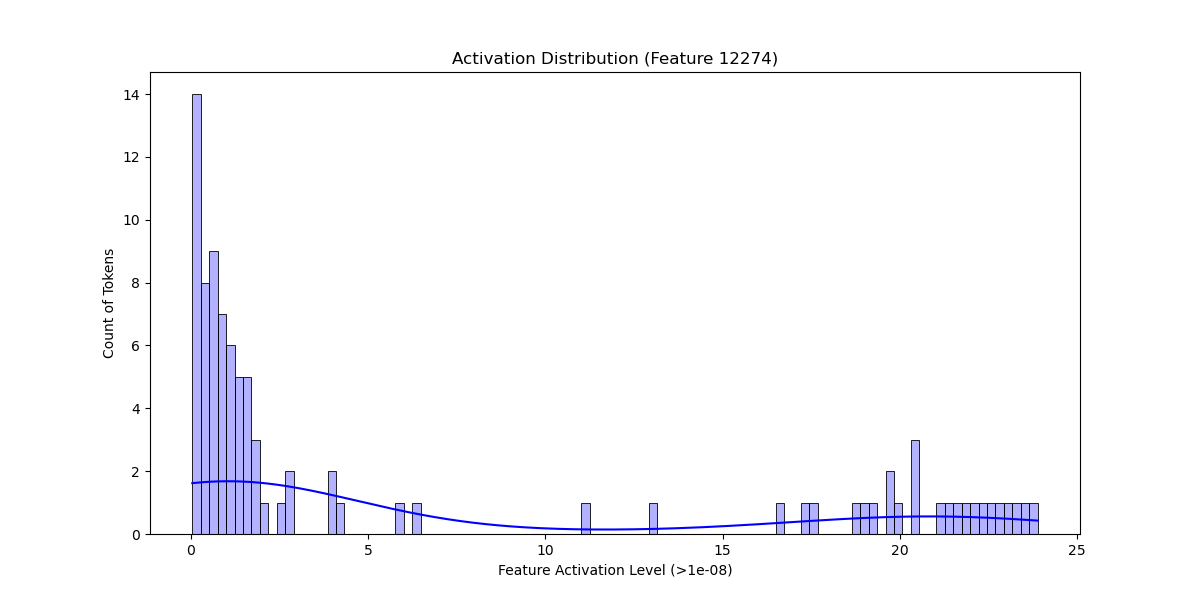 Activation Distribution (Feature 12274)
14
12
10
8
6
4
2
0
Count of Tokens
0 5 10 15 20 25
Feature Activation Level (>1e-08)